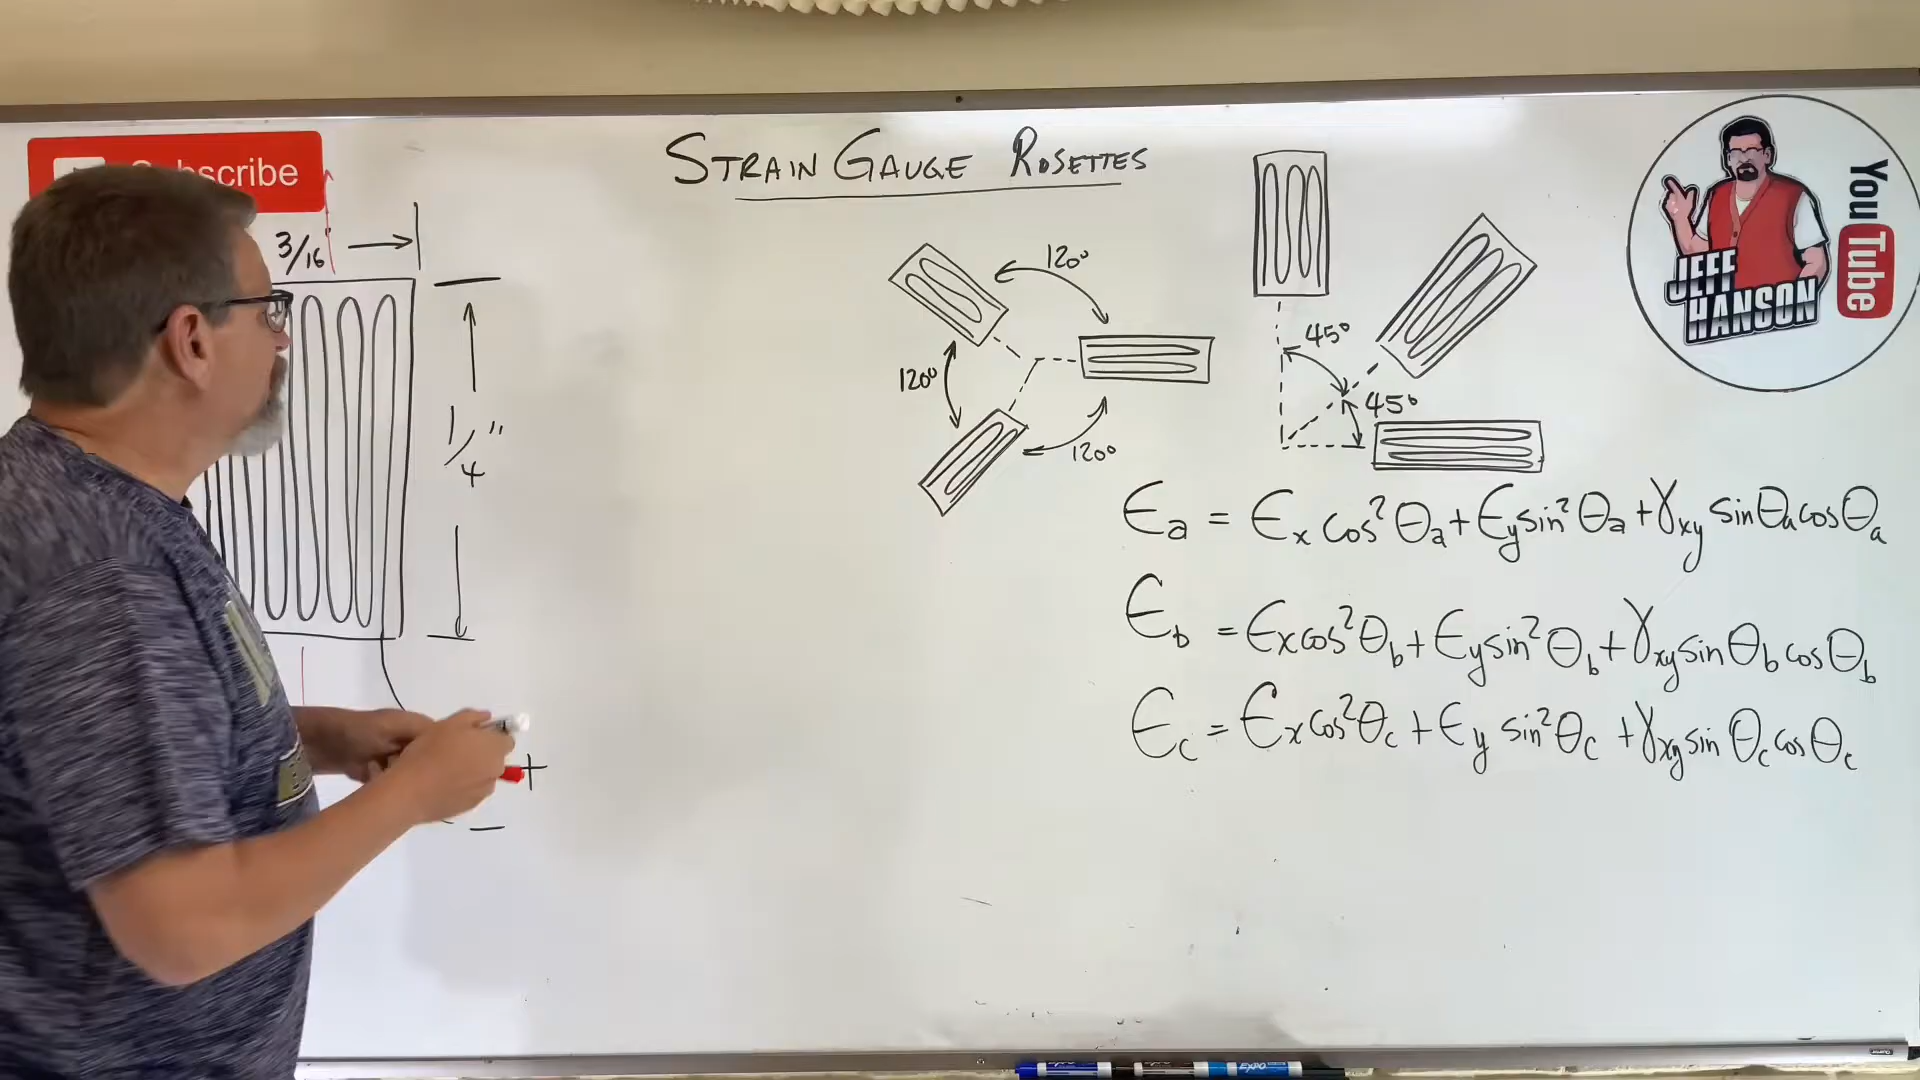 Subscribe
STRAIN GAUGE ROSETTES
3/16
1/4"
+
−
120°
120°
120°
45°
45°
JEFF
HANSON
YouTube
ϵa = ϵx cos²θa + ϵy sin²θa + γxy sinθa cosθa
ϵb = ϵx cos²θb + ϵy sin²θb + γxy sinθb cosθb
ϵc = ϵx cos²θc + ϵy sin²θc + γxy sinθc cosθc
EXPO